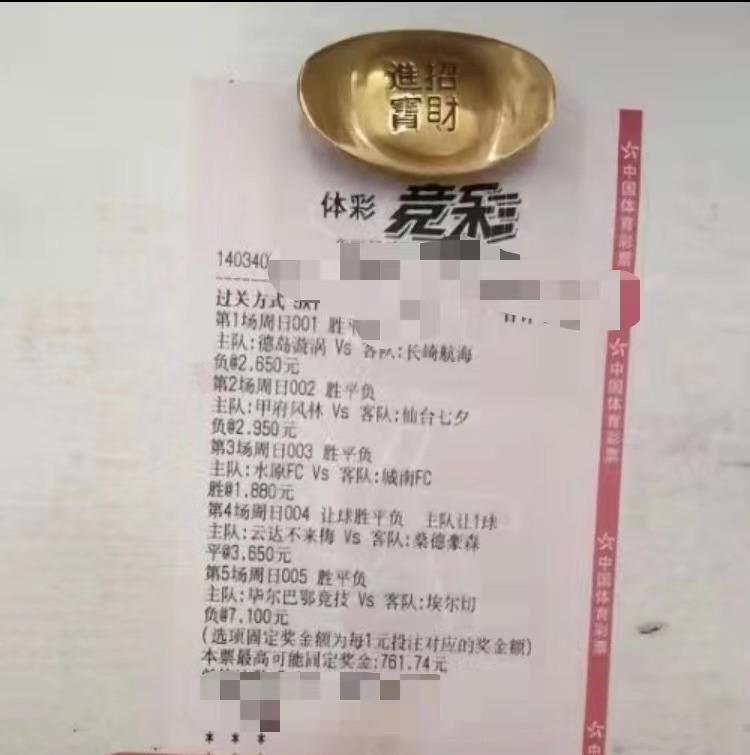 招財
進寶
体彩 竞彩
140340
过关方式 5X1
第1场周日001 胜平
主队:德岛漩涡 Vs 客队:长崎航海
负@2.650元
第2场周日002 胜平负
主队:甲府风林 Vs 客队:仙台七夕
负@2.950元
第3场周日003 胜平负
主队:水原FC Vs 客队:城南FC
胜@1.880元
第4场周日004 让球胜平负 主队让1球
主队:云达不来梅 Vs 客队:桑德豪森
平@3.650元
第5场周日005 胜平负
主队:毕尔巴鄂竞技 Vs 客队:埃尔切
负@7.100元
(选项固定奖金额为每1元投注对应的奖金额)
本票最高可能固定奖金:761.74元
* * *
中国体育彩票
中国体育彩票
中国体育彩票
中